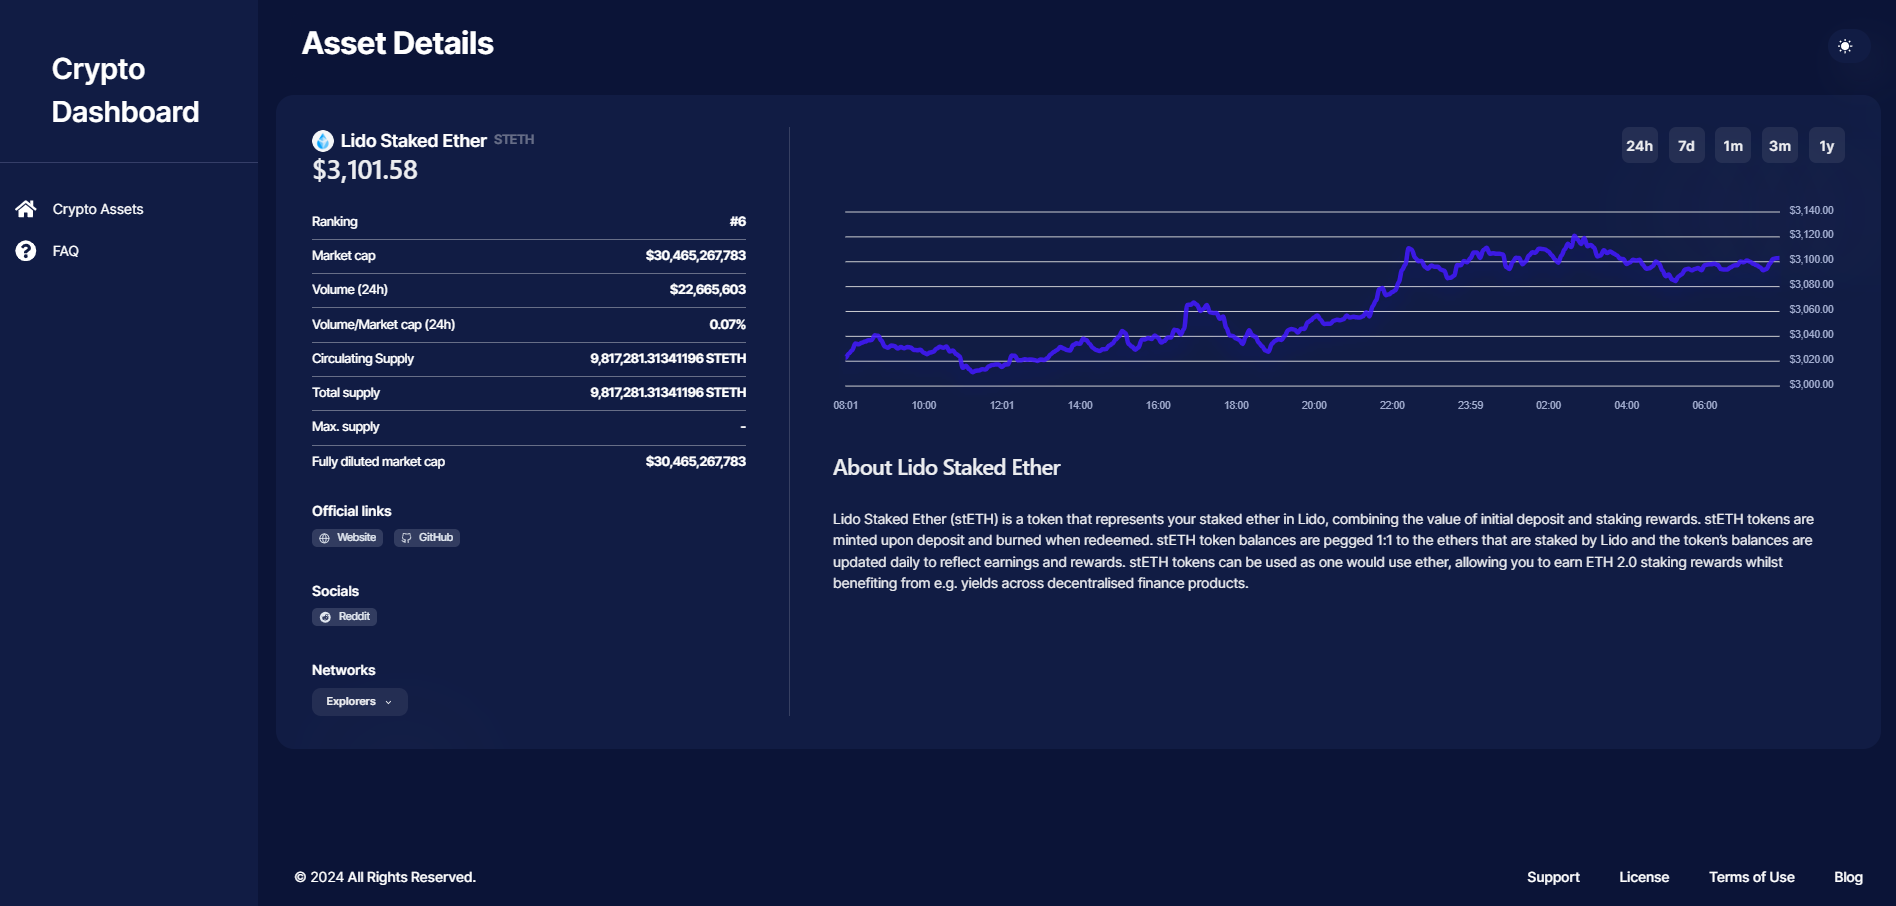 Crypto
Dashboard
Crypto Assets
FAQ
Asset Details
Lido Staked Ether STETH
$3,101.58
Ranking #6
Market cap $30,465,267,783
Volume (24h) $22,665,603
Volume/Market cap (24h) 0.07%
Circulating Supply 9,817,281.31341196 STETH
Total supply 9,817,281.31341196 STETH
Max. supply -
Fully diluted market cap $30,465,267,783
Official links
Website GitHub
Socials
Reddit
Networks
Explorers
24h 7d 1m 3m 1y
$3,140.00
$3,120.00
$3,100.00
$3,080.00
$3,060.00
$3,040.00
$3,020.00
$3,000.00
08:01 10:00 12:01 14:00 16:00 18:00 20:00 22:00 23:59 02:00 04:00 06:00
About Lido Staked Ether
Lido Staked Ether (stETH) is a token that represents your staked ether in Lido, combining the value of initial deposit and staking rewards. stETH tokens are
minted upon deposit and burned when redeemed. stETH token balances are pegged 1:1 to the ethers that are staked by Lido and the token's balances are
updated daily to reflect earnings and rewards. stETH tokens can be used as one would use ether, allowing you to earn ETH 2.0 staking rewards whilst
benefiting from e.g. yields across decentralised finance products.
© 2024 All Rights Reserved.
Support License Terms of Use Blog